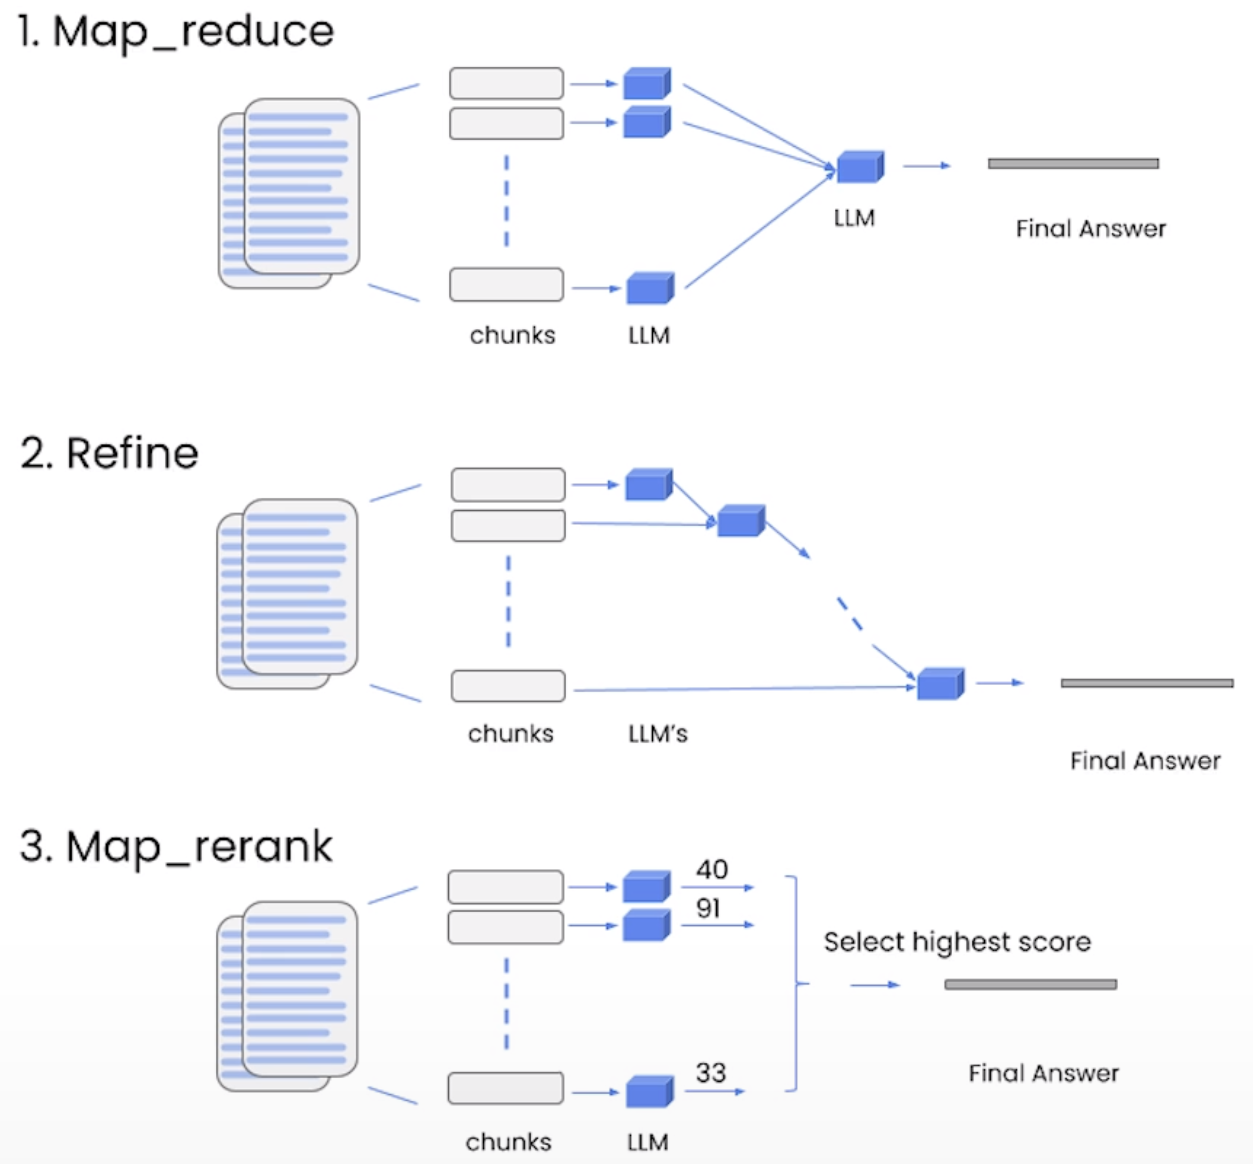 1. Map_reduce
LLM
Final Answer
chunks
LLM
2. Refine
chunks
LLM's
Final Answer
3. Map_rerank
40
91
Select highest score
33
Final Answer
chunks
LLM